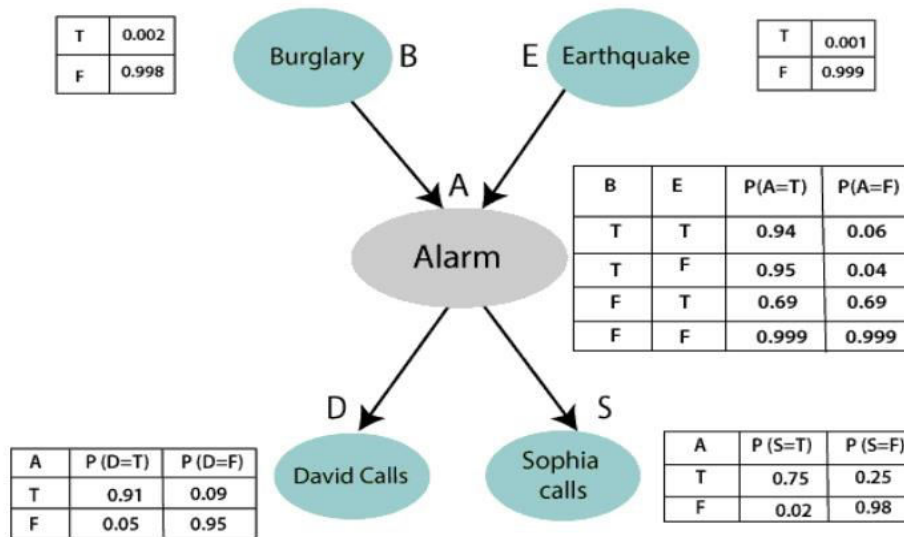 T 0.002
F 0.998
Burglary B
E Earthquake
T 0.001
F 0.999
A
Alarm
B E P(A=T) P(A=F)
T T 0.94 0.06
T F 0.95 0.04
F T 0.69 0.69
F F 0.999 0.999
D
S
David Calls
Sophia
calls
A P (D=T) P (D=F)
T 0.91 0.09
F 0.05 0.95
A P (S=T) P (S=F)
T 0.75 0.25
F 0.02 0.98